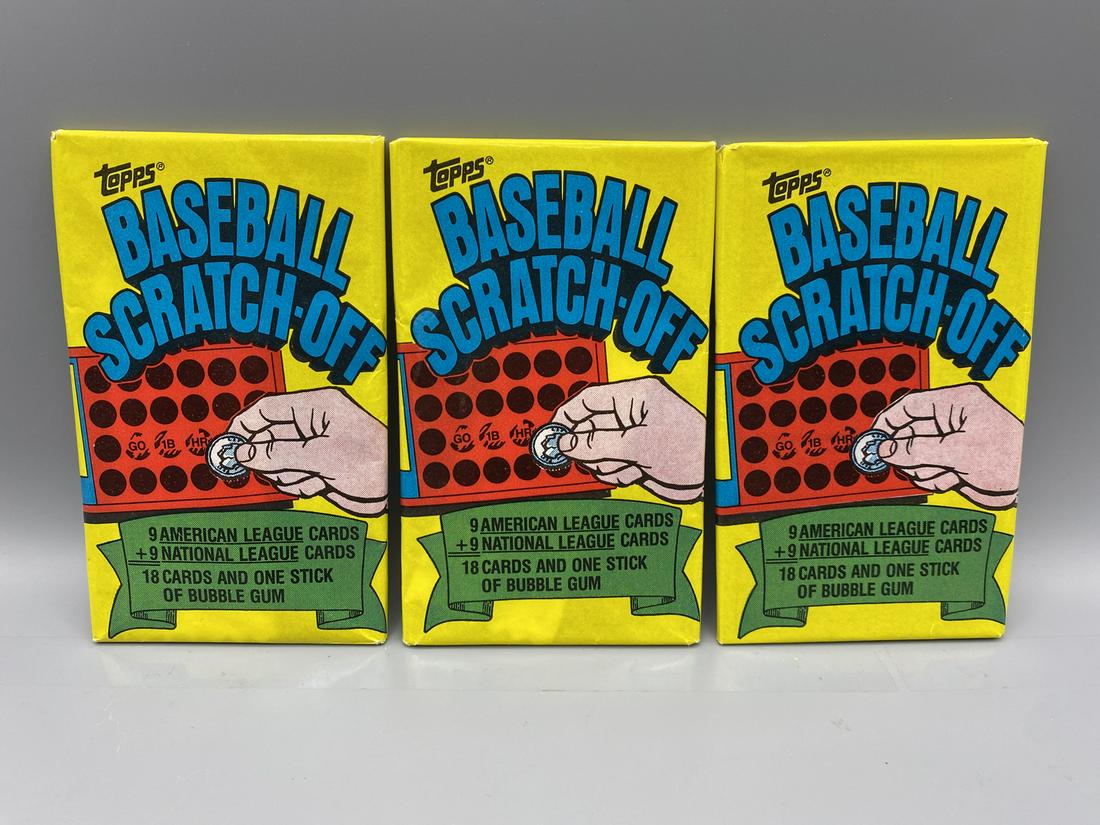 Topps®
BASEBALL
SCRATCH-OFF
GO 1B HR
9 AMERICAN LEAGUE CARDS
+9 NATIONAL LEAGUE CARDS
18 CARDS AND ONE STICK
OF BUBBLE GUM
Topps®
BASEBALL
SCRATCH-OFF
GO 1B HR
9 AMERICAN LEAGUE CARDS
+9 NATIONAL LEAGUE CARDS
18 CARDS AND ONE STICK
OF BUBBLE GUM
Topps®
BASEBALL
SCRATCH-OFF
GO 1B HR
9 AMERICAN LEAGUE CARDS
+9 NATIONAL LEAGUE CARDS
18 CARDS AND ONE STICK
OF BUBBLE GUM